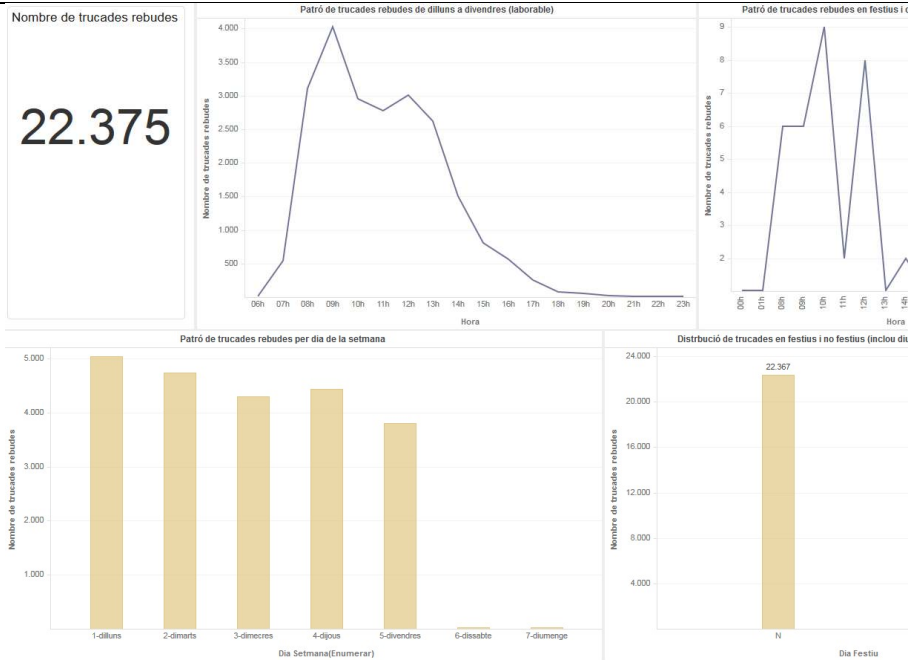 Nombre de trucades rebudes
22.375
Patró de trucades rebudes de dilluns a divendres (laborable)
Nombre de trucades rebudes
4.000
3.500
3.000
2.500
2.000
1.500
1.000
500
06h 07h 08h 09h 10h 11h 12h 13h 14h 15h 16h 17h 18h 19h 20h 21h 22h 23h
Hora
Patró de trucades rebudes en festius i c
Nombre de trucades rebudes
9
8
7
6
5
4
3
2
00h 01h 08h 09h 10h 11h 12h 13h 14h
Hora
Patró de trucades rebudes per dia de la setmana
Nombre de trucades rebudes
5.000
4.000
3.000
2.000
1.000
1-dilluns 2-dimarts 3-dimecres 4-dijous 5-divendres 6-dissabte 7-diumenge
Dia Setmana(Enumerar)
Distrbució de trucades en festius i no festius (inclou diu
Nombre de trucades rebudes
24.000
20.000
16.000
12.000
8.000
4.000
22.367
N
Dia Festiu